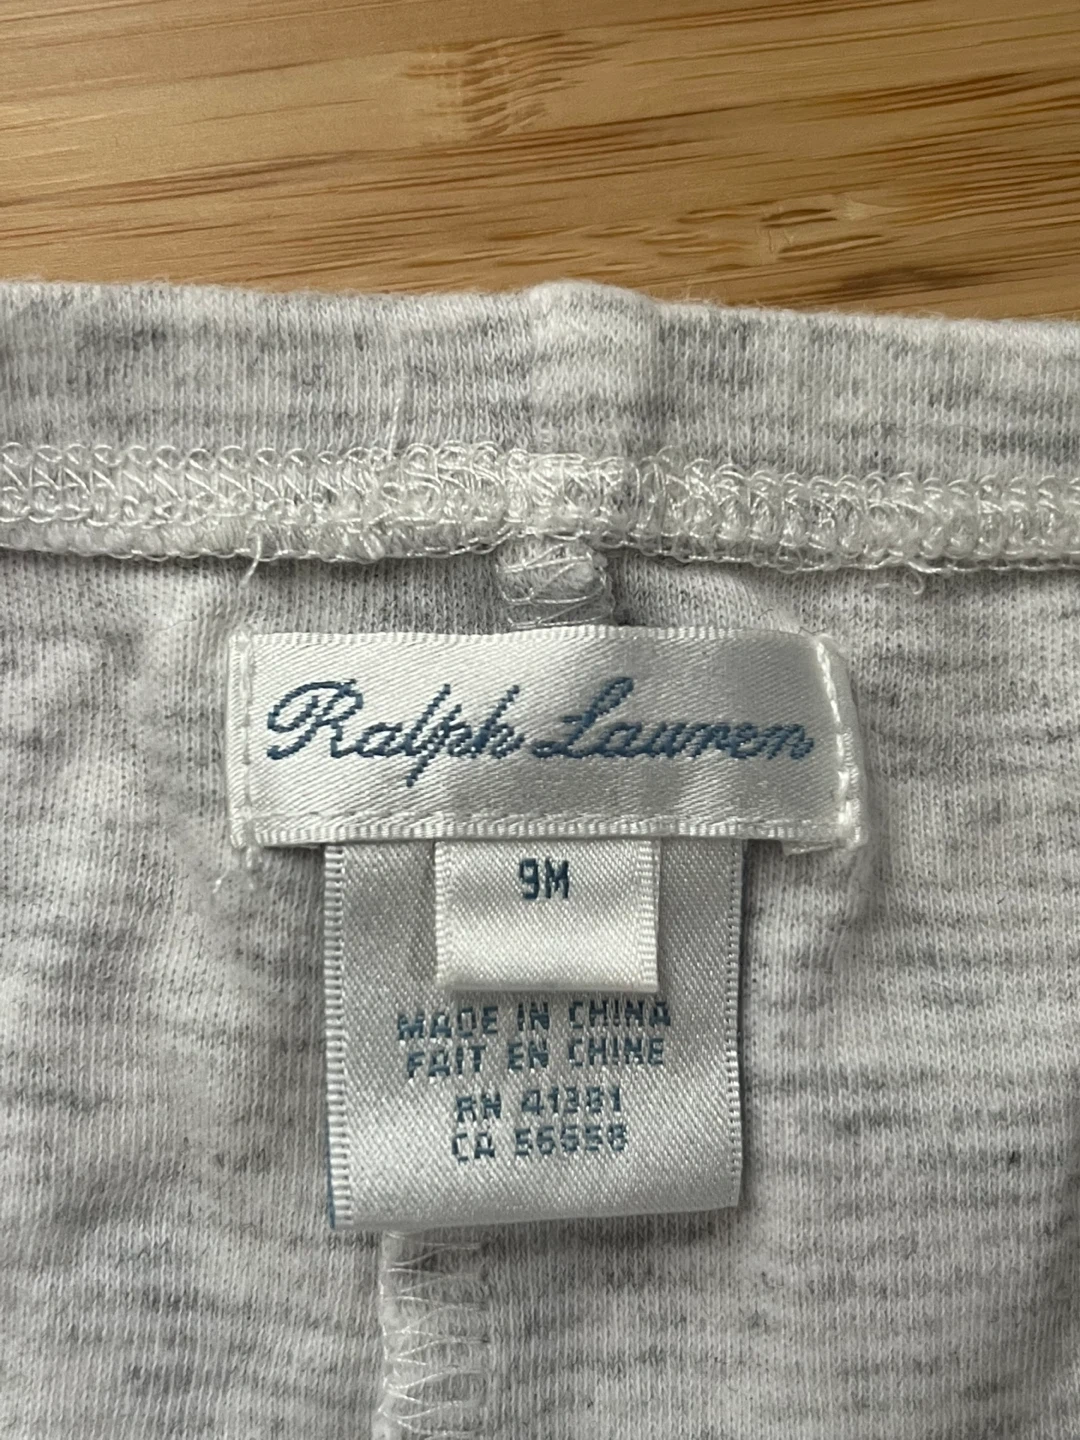 Ralph Lauren
9M
MADE IN CHINA
FAIT EN CHINE
RN 41381
CA 56658